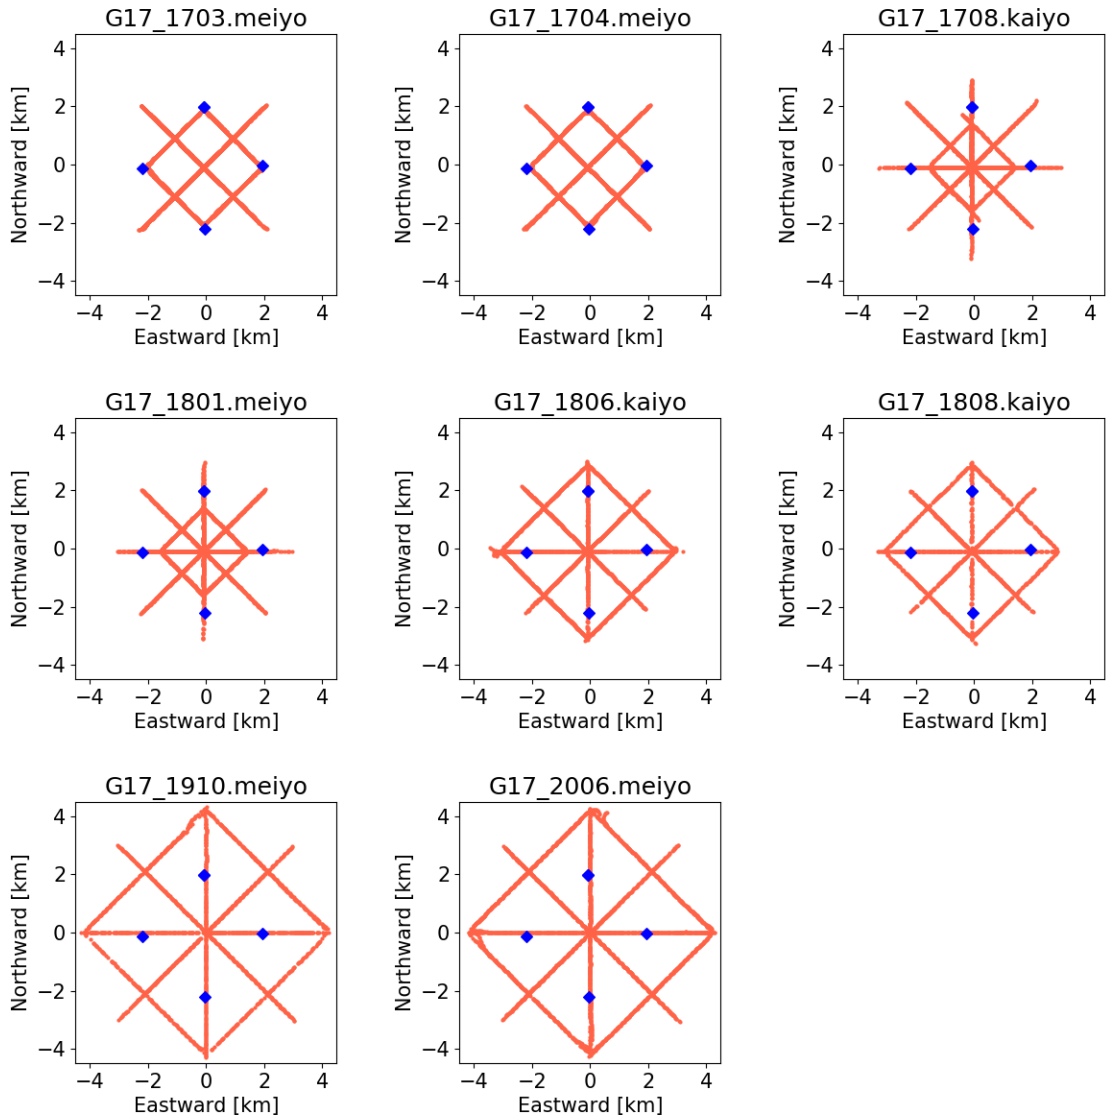 G17_1703.meiyo G17_1704.meiyo G17_1708.kaiyo
4 4 4
2 2 2
0 0 0
−2 −2 −2
−4 −4 −4
Northward [km] Northward [km] Northward [km]
−4 −2 0 2 4 −4 −2 0 2 4 −4 −2 0 2 4
Eastward [km] Eastward [km] Eastward [km]
G17_1801.meiyo G17_1806.kaiyo G17_1808.kaiyo
4 4 4
2 2 2
0 0 0
−2 −2 −2
−4 −4 −4
Northward [km] Northward [km] Northward [km]
−4 −2 0 2 4 −4 −2 0 2 4 −4 −2 0 2 4
Eastward [km] Eastward [km] Eastward [km]
G17_1910.meiyo G17_2006.meiyo
4 4
2 2
0 0
−2 −2
−4 −4
Northward [km] Northward [km]
−4 −2 0 2 4 −4 −2 0 2 4
Eastward [km] Eastward [km]